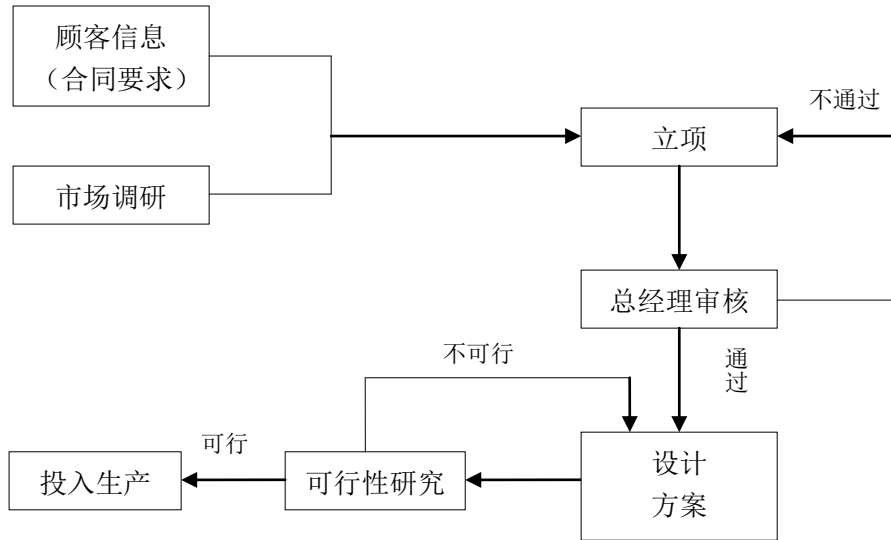 顾客信息
（合同要求）
不通过
立项
市场调研
总经理审核
不可行
通
过
可行
设计
方案
投入生产
可行性研究